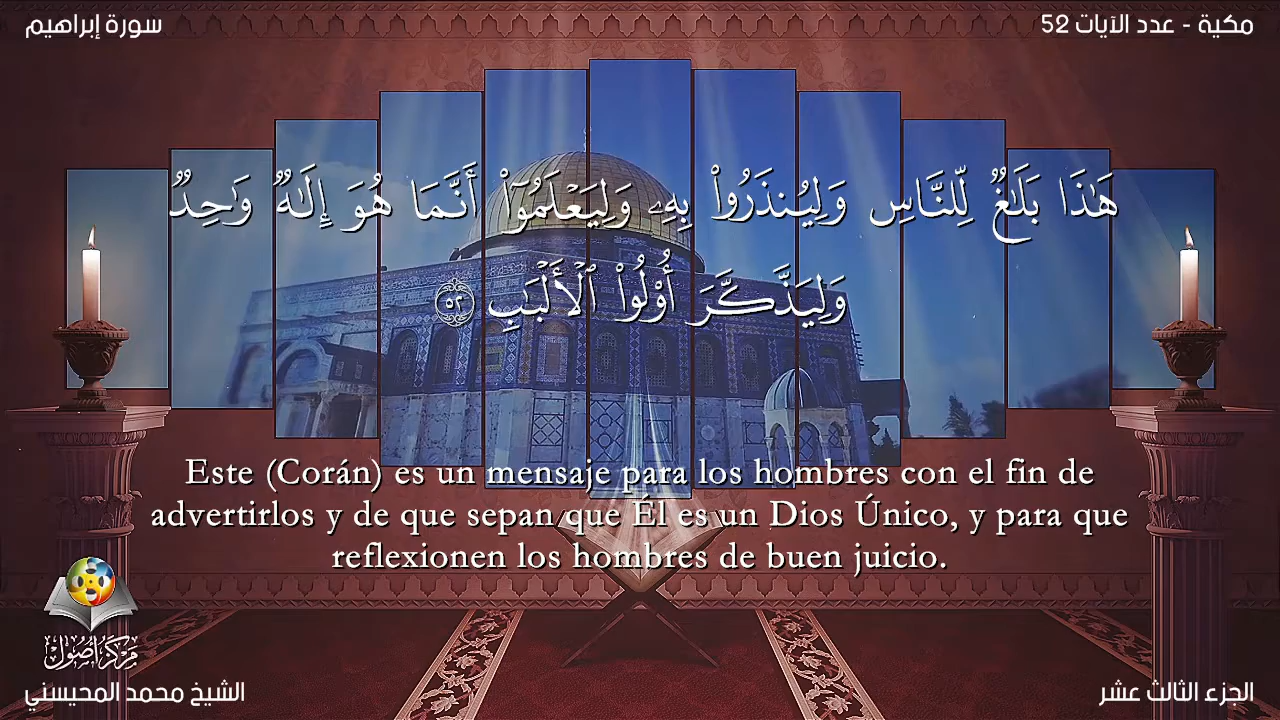 سورة إبراهيم
مكية - عدد الآيات 52
هَٰذَا بَلَٰغٌ لِّلنَّاسِ وَلِيُنذَرُوا۟ بِهِۦ وَلِيَعْلَمُوٓا۟ أَنَّمَا هُوَ إِلَٰهٌ وَٰحِدٌ
وَلِيَذَّكَّرَ أُو۟لُوا۟ ٱلْأَلْبَٰبِ ٥٢
Este (Corán) es un mensaje para los hombres con el fin de
advertirlos y de que sepan que Él es un Dios Único, y para que
reflexionen los hombres de buen juicio.
مركز أصول
الشيخ محمد المحيسني
الجزء الثالث عشر